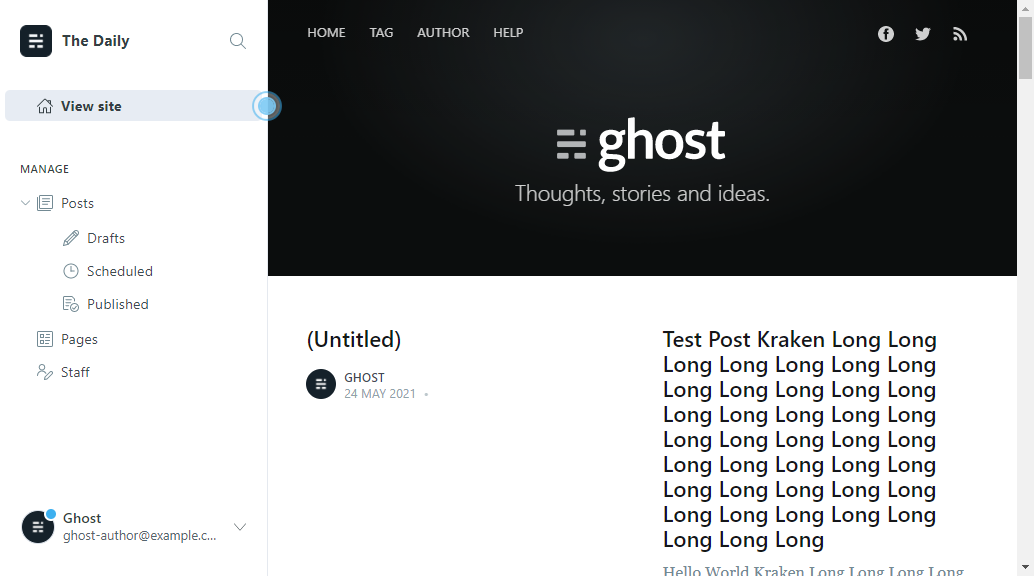 The Daily
View site
MANAGE
Posts
Drafts
Scheduled
Published
Pages
Staff
Ghost
ghost-author@example.c...
HOME TAG AUTHOR HELP
ghost
Thoughts, stories and ideas.
(Untitled)
GHOST
24 MAY 2021 •
Test Post Kraken Long Long
Long Long Long Long Long
Long Long Long Long Long
Long Long Long Long Long
Long Long Long Long Long
Long Long Long Long Long
Long Long Long Long Long
Long Long Long Long Long
Long Long Long
Hello World Kraken Long Long Long Long